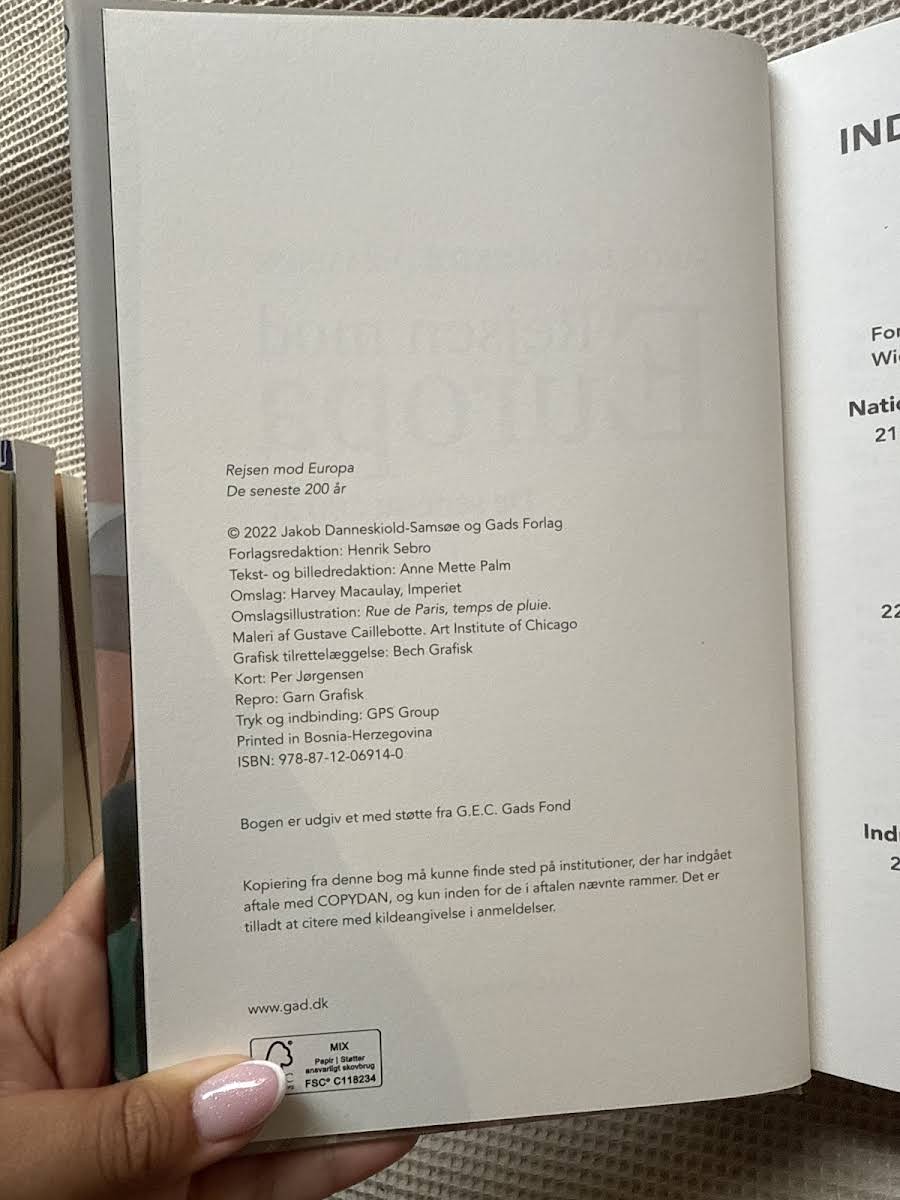 Rejsen mod Europa
De seneste 200 år
© 2022 Jakob Danneskiold-Samsøe og Gads Forlag
Forlagsredaktion: Henrik Sebro
Tekst- og billedredaktion: Anne Mette Palm
Omslag: Harvey Macaulay, Imperiet
Omslagsillustration: Rue de Paris, temps de pluie.
Maleri af Gustave Caillebotte. Art Institute of Chicago
Grafisk tilrettelæggelse: Bech Grafisk
Kort: Per Jørgensen
Repro: Garn Grafisk
Tryk og indbinding: GPS Group
Printed in Bosnia-Herzegovina
ISBN: 978-87-12-06914-0
Bogen er udgiv et med støtte fra G.E.C. Gads Fond
Kopiering fra denne bog må kunne finde sted på institutioner, der har indgået
aftale med COPYDAN, og kun inden for de i aftalen nævnte rammer. Det er
tilladt at citere med kildeangivelse i anmeldelser.
www.gad.dk
MIX
Papir | Støtter
ansvarligt skovbrug
FSC® C118234
IND
For
Wi
Natio
21
22
Ind
2